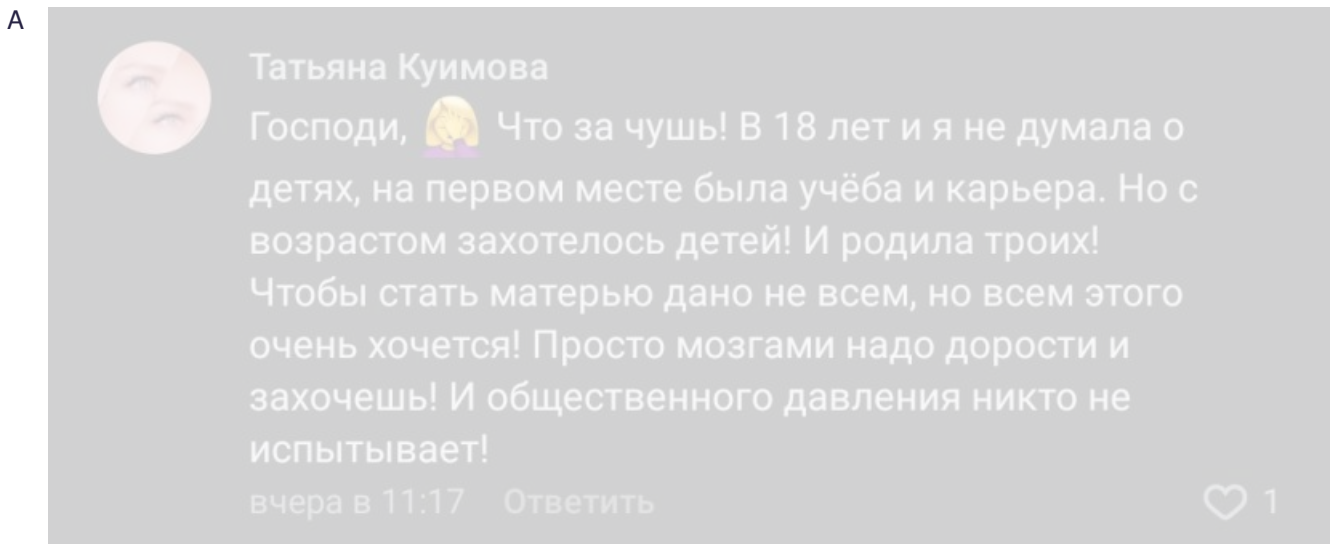 A
Татьяна Куимова
Господи, 🤦‍♀️ Что за чушь! В 18 лет и я не думала о
детях, на первом месте была учёба и карьера. Но с
возрастом захотелось детей! И родила троих!
Чтобы стать матерью дано не всем, но всем этого
очень хочется! Просто мозгами надо дорости и
захочешь! И общественного давления никто не
испытывает!
вчера в 11:17 Ответить 1